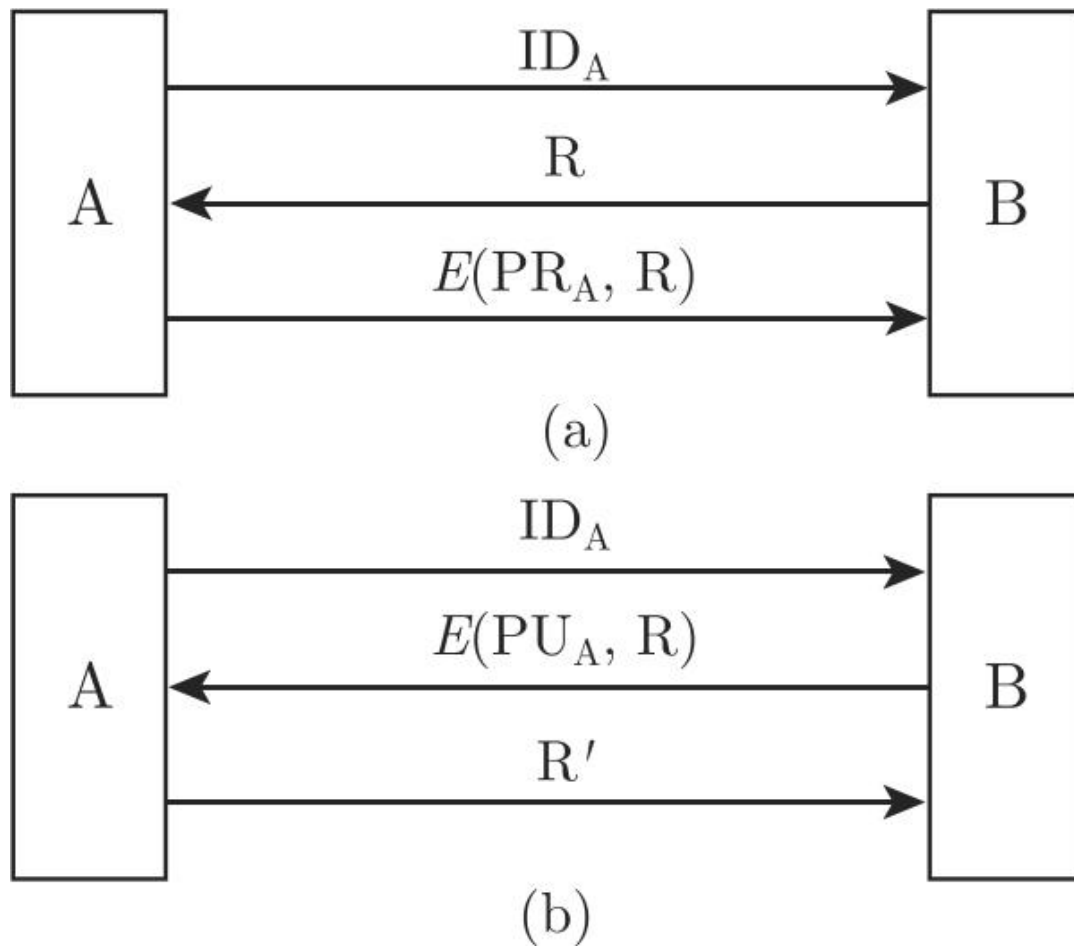 ID_A
R
A
B
E(PR_A, R)
(a)
ID_A
E(PU_A, R)
A
B
R′
(b)